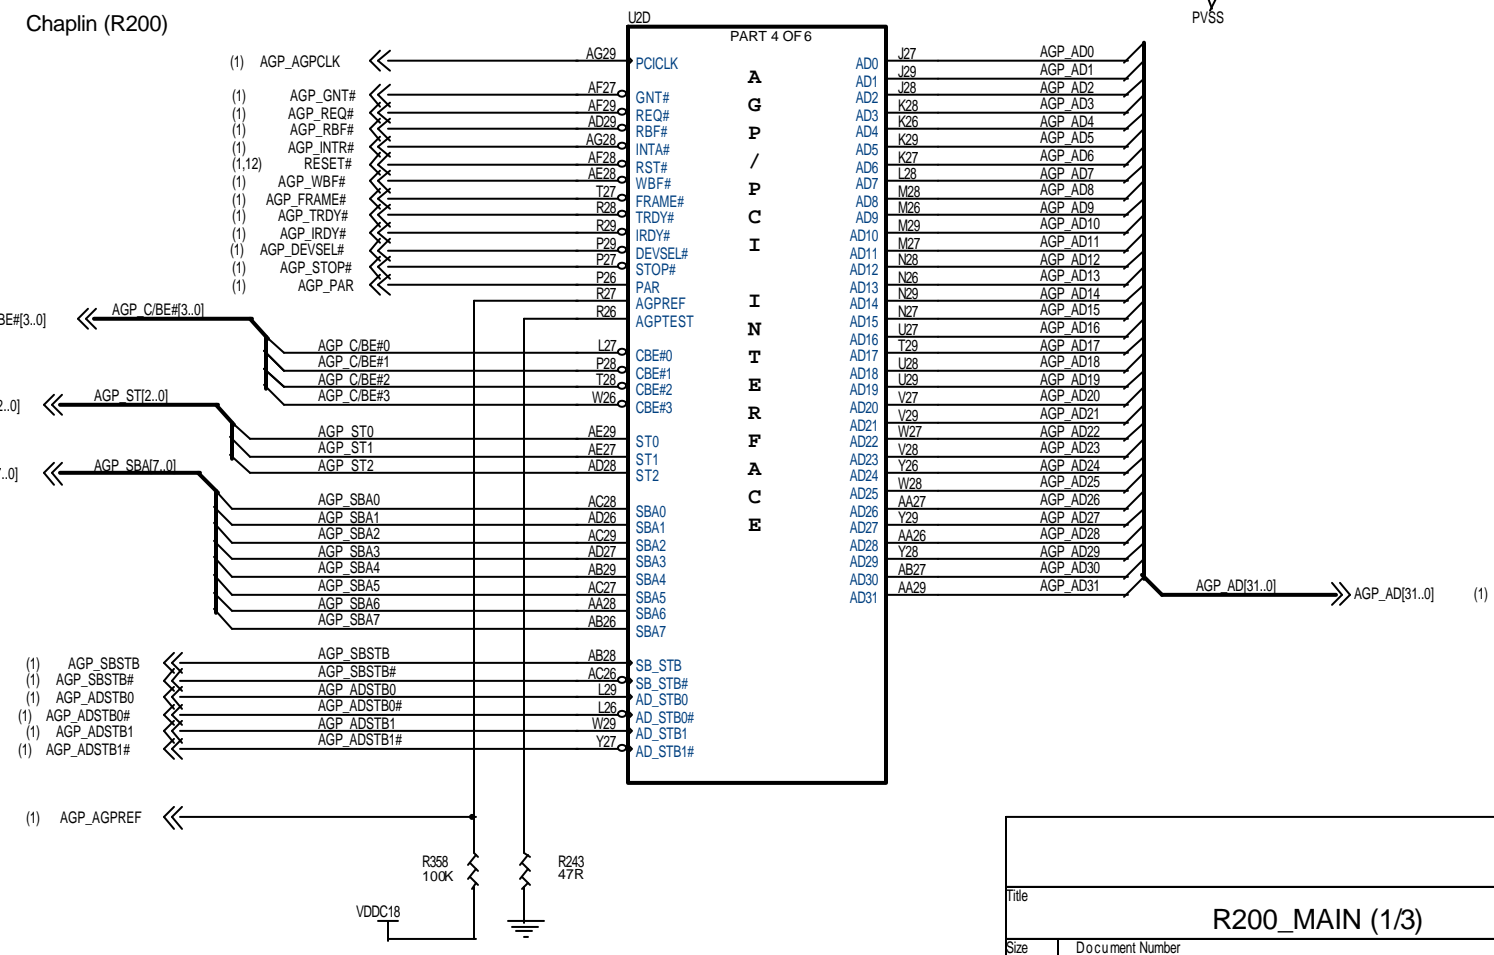 Chaplin (R200)
PVSS
U2D
PART 4 OF 6
AGP/PCI INTERFACE
(1) AGP_AGPCLK AG29 PCICLK
(1) AGP_GNT# AF27 GNT#
(1) AGP_REQ# AF29 REQ#
(1) AGP_RBF# AD29 RBF#
(1) AGP_INTR# AG28 INTA#
(1,12) RESET# AF28 RST#
(1) AGP_WBF# AE28 WBF#
(1) AGP_FRAME# T27 FRAME#
(1) AGP_TRDY# R28 TRDY#
(1) AGP_IRDY# R29 IRDY#
(1) AGP_DEVSEL# P29 DEVSEL#
(1) AGP_STOP# P27 STOP#
(1) AGP_PAR P26 PAR
R27 AGPREF
R26 AGPTEST
BE#[3..0] AGP_C/BE#[3..0]
AGP_C/BE#0 L27 CBE#0
AGP_C/BE#1 P28 CBE#1
AGP_C/BE#2 T28 CBE#2
AGP_C/BE#3 W26 CBE#3
2..0] AGP_ST[2..0]
AGP_ST0 AE29 ST0
AGP_ST1 AE27 ST1
AGP_ST2 AD28 ST2
7..0] AGP_SBA[7..0]
AGP_SBA0 AC28 SBA0
AGP_SBA1 AD26 SBA1
AGP_SBA2 AC29 SBA2
AGP_SBA3 AD27 SBA3
AGP_SBA4 AB29 SBA4
AGP_SBA5 AC27 SBA5
AGP_SBA6 AA28 SBA6
AGP_SBA7 AB26 SBA7
(1) AGP_SBSTB AGP_SBSTB AB28 SB_STB
(1) AGP_SBSTB# AGP_SBSTB# AC26 SB_STB#
(1) AGP_ADSTB0 AGP_ADSTB0 L29 AD_STB0
(1) AGP_ADSTB0# AGP_ADSTB0# L26 AD_STB0#
(1) AGP_ADSTB1 AGP_ADSTB1 W29 AD_STB1
(1) AGP_ADSTB1# AGP_ADSTB1# Y27 AD_STB1#
AD0 J27 AGP_AD0
AD1 J29 AGP_AD1
AD2 J28 AGP_AD2
AD3 K28 AGP_AD3
AD4 K26 AGP_AD4
AD5 K29 AGP_AD5
AD6 K27 AGP_AD6
AD7 L28 AGP_AD7
AD8 M28 AGP_AD8
AD9 M26 AGP_AD9
AD10 M29 AGP_AD10
AD11 M27 AGP_AD11
AD12 N28 AGP_AD12
AD13 N26 AGP_AD13
AD14 N29 AGP_AD14
AD15 N27 AGP_AD15
AD16 U27 AGP_AD16
AD17 T29 AGP_AD17
AD18 U28 AGP_AD18
AD19 U29 AGP_AD19
AD20 V27 AGP_AD20
AD21 V29 AGP_AD21
AD22 W27 AGP_AD22
AD23 V28 AGP_AD23
AD24 Y26 AGP_AD24
AD25 W28 AGP_AD25
AD26 AA27 AGP_AD26
AD27 Y29 AGP_AD27
AD28 AA26 AGP_AD28
AD29 Y28 AGP_AD29
AD30 AB27 AGP_AD30
AD31 AA29 AGP_AD31
AGP_AD[31..0] AGP_AD[31..0] (1)
(1) AGP_AGPREF
R358
100K
R243
47R
VDDC18
Title
R200_MAIN (1/3)
Size Document Number